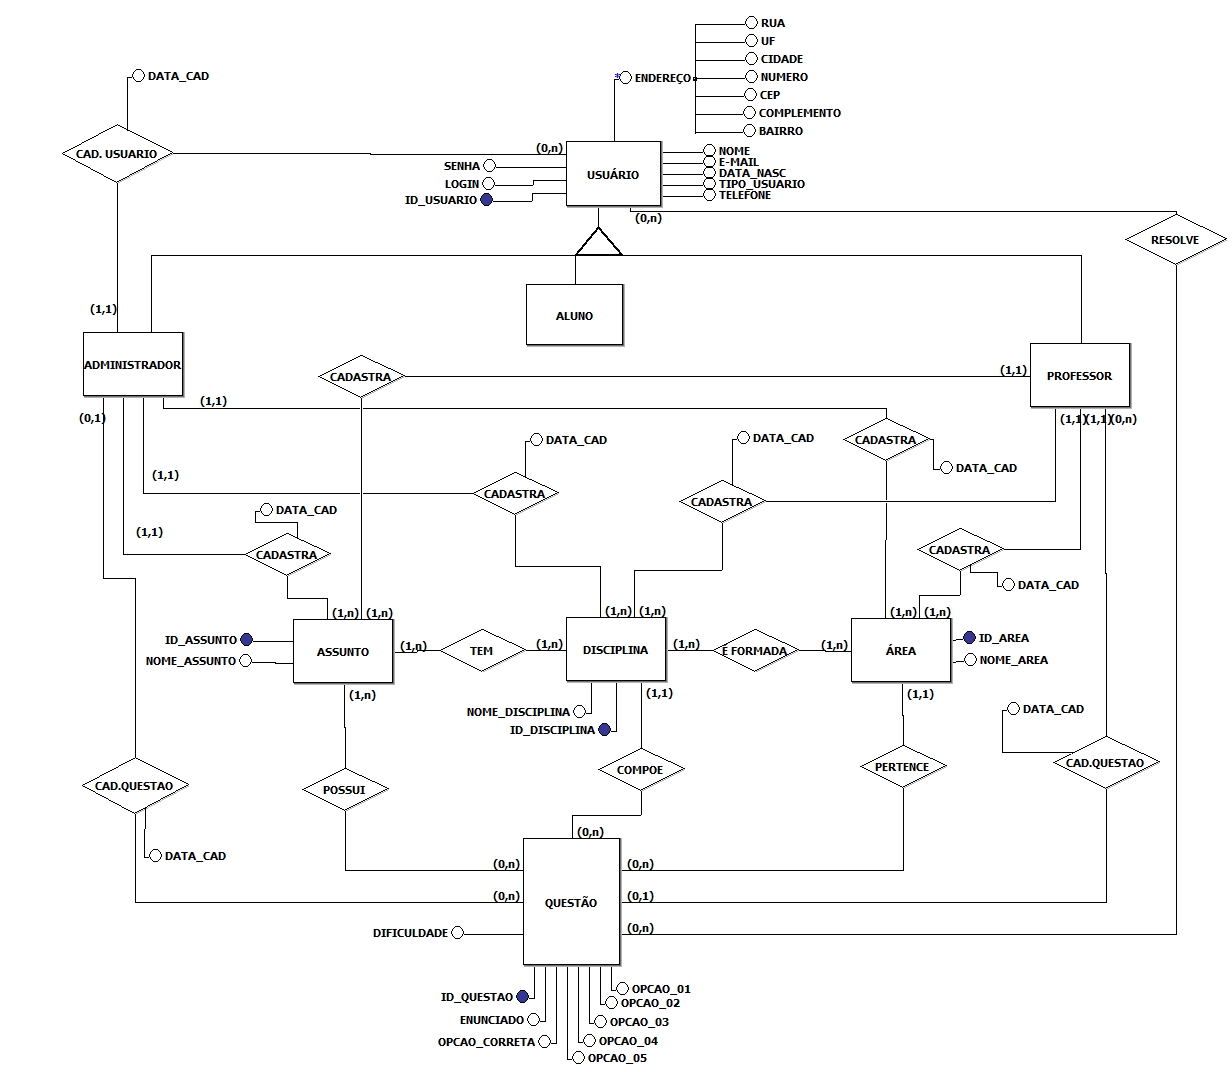 RUA
UF
CIDADE
DATA_CAD
* ENDEREÇO
NUMERO
CEP
COMPLEMENTO
BAIRRO
CAD. USUARIO
(0,n)
NOME
E-MAIL
SENHA
DATA_NASC
USUÁRIO
LOGIN
TIPO_USUARIO
ID_USUARIO
TELEFONE
(0,n)
RESOLVE
(1,1)
ALUNO
ADMINISTRADOR
CADASTRA
(1,1)
PROFESSOR
(1,1)
(0,1)
(1,1)
(1,1)
(0,n)
DATA_CAD
DATA_CAD
CADASTRA
DATA_CAD
(1,1)
CADASTRA
CADASTRA
DATA_CAD
(1,1)
CADASTRA
CADASTRA
DATA_CAD
(1,n)
(1,n)
(1,n)
(1,n)
(1,n)
(1,n)
ID_ASSUNTO
ID_AREA
(1,n)
(1,n)
(1,n)
(1,n)
ASSUNTO
TEM
DISCIPLINA
É FORMADA
ÁREA
NOME_ASSUNTO
NOME_AREA
(1,n)
(1,1)
(1,1)
NOME_DISCIPLINA
DATA_CAD
ID_DISCIPLINA
CAD.QUESTAO
COMPOE
PERTENCE
CAD.QUESTAO
POSSUI
(0,n)
DATA_CAD
(0,n)
(0,n)
(0,n)
(0,1)
QUESTÃO
DIFICULDADE
(0,n)
OPCAO_01
ID_QUESTAO
OPCAO_02
ENUNCIADO
OPCAO_03
OPCAO_CORRETA
OPCAO_04
OPCAO_05